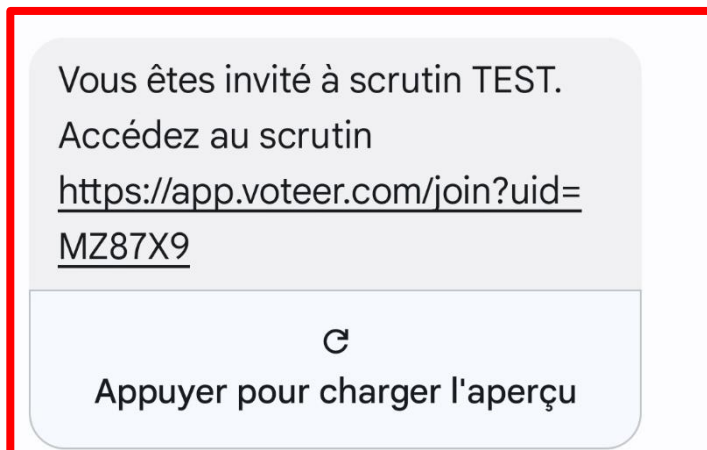 Vous êtes invité à scrutin TEST.
Accédez au scrutin
https://app.voteer.com/join?uid=
MZ87X9
Appuyer pour charger l'aperçu